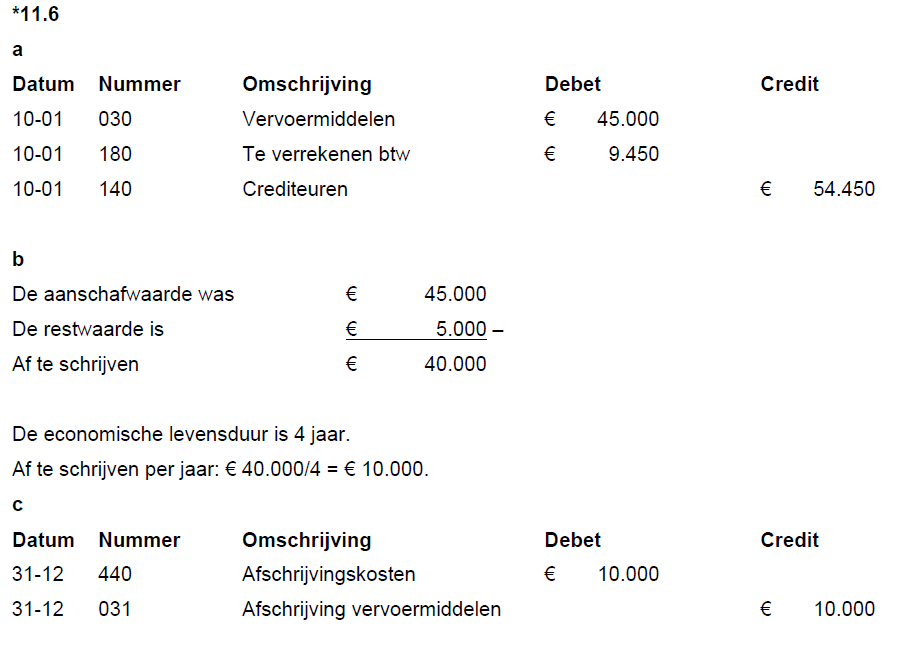 *11.6
a
Datum Nummer Omschrijving Debet Credit
10-01 030 Vervoermiddelen € 45.000
10-01 180 Te verrekenen btw € 9.450
10-01 140 Crediteuren € 54.450
b
De aanschafwaarde was € 45.000
De restwaarde is € 5.000 –
Af te schrijven € 40.000
De economische levensduur is 4 jaar.
Af te schrijven per jaar: € 40.000/4 = € 10.000.
c
Datum Nummer Omschrijving Debet Credit
31-12 440 Afschrijvingskosten € 10.000
31-12 031 Afschrijving vervoermiddelen € 10.000